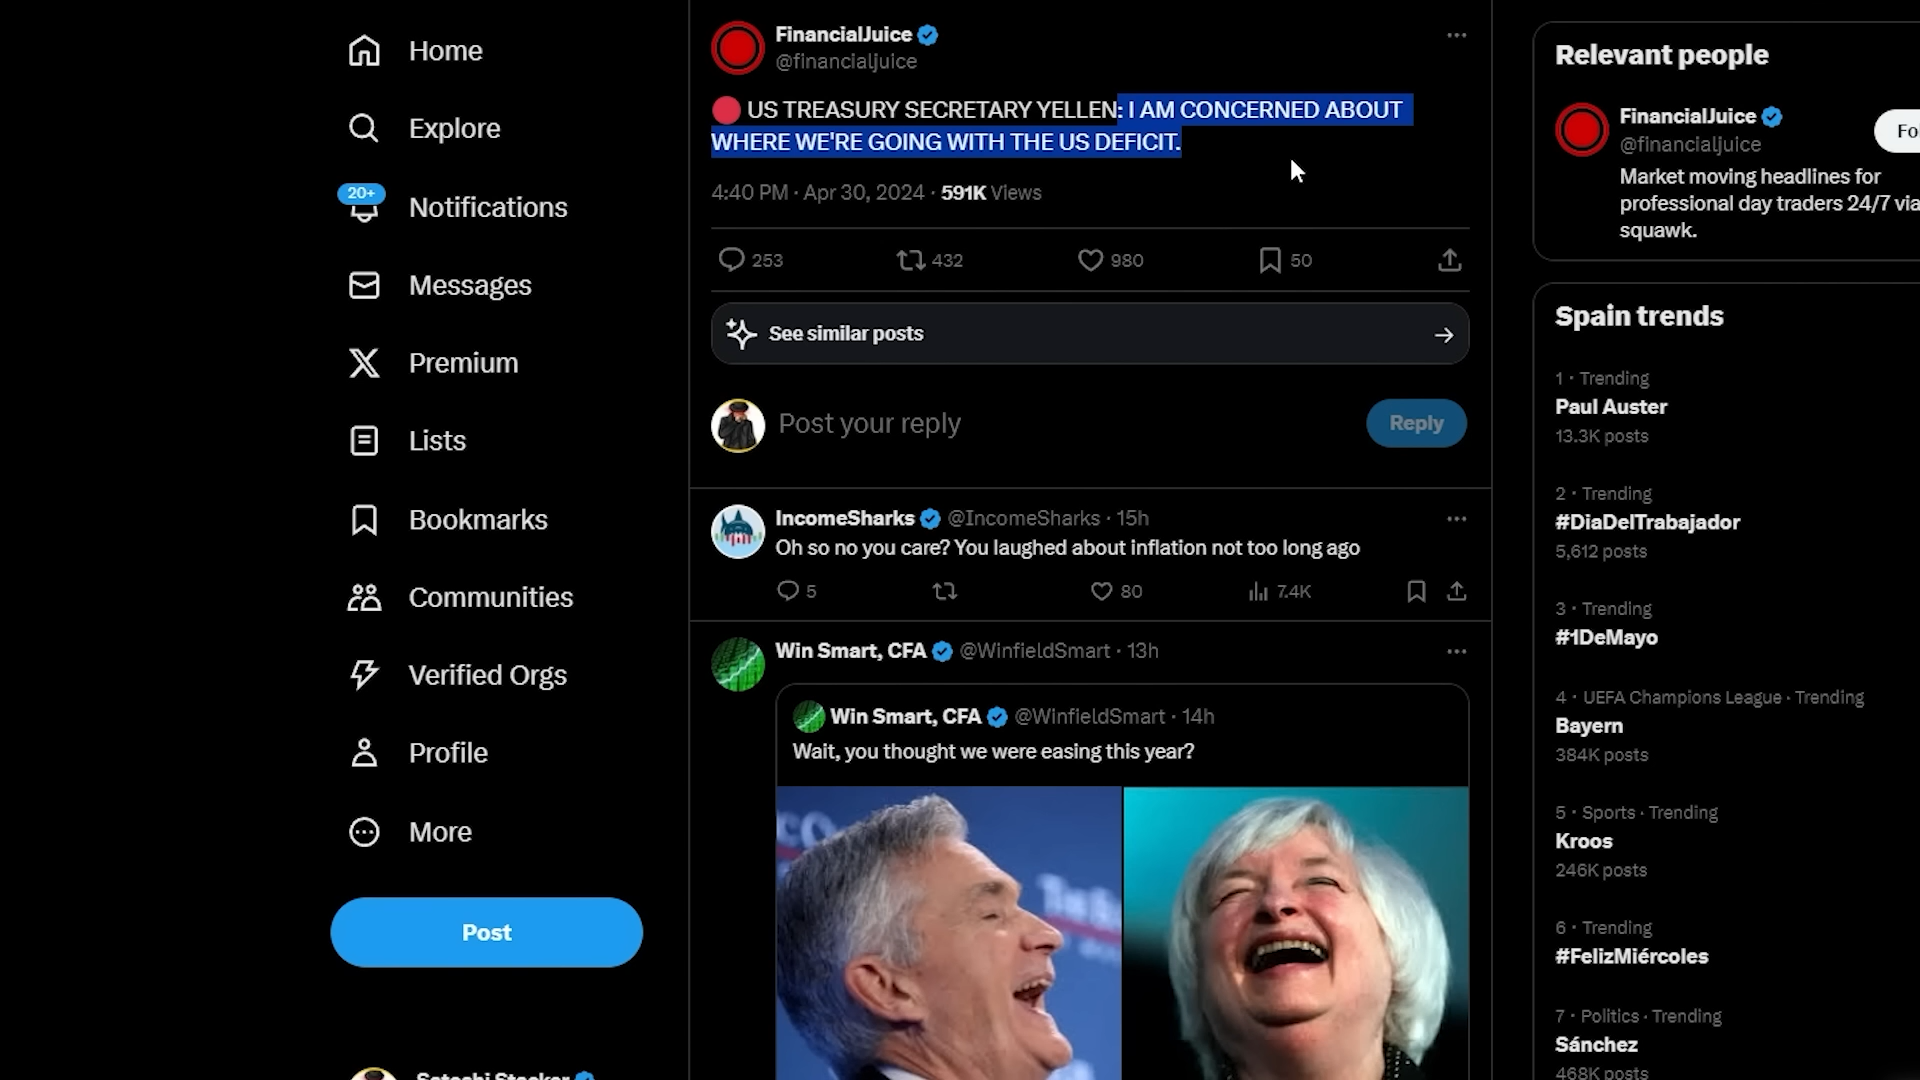 Home
Explore
20+
Notifications
Messages
Premium
Lists
Bookmarks
Communities
Verified Orgs
Profile
More
Post
FinancialJuice
@financialjuice
US TREASURY SECRETARY YELLEN: I AM CONCERNED ABOUT
WHERE WE'RE GOING WITH THE US DEFICIT.
4:40 PM · Apr 30, 2024 · 591K Views
253 432 980 50
See similar posts
Post your reply
Reply
IncomeSharks @IncomeSharks · 15h
Oh so no you care? You laughed about inflation not too long ago
5 80 7.4K
Win Smart, CFA @WinfieldSmart · 13h
Win Smart, CFA @WinfieldSmart · 14h
Wait, you thought we were easing this year?
Relevant people
FinancialJuice
@financialjuice
Fol
Market moving headlines for
professional day traders 24/7 via
squawk.
Spain trends
1 · Trending
Paul Auster
13.3K posts
2 · Trending
#DiaDelTrabajador
5,612 posts
3 · Trending
#1DeMayo
4 · UEFA Champions League · Trending
Bayern
384K posts
5 · Sports · Trending
Kroos
246K posts
6 · Trending
#FelizMiércoles
7 · Politics · Trending
Sánchez
468K posts